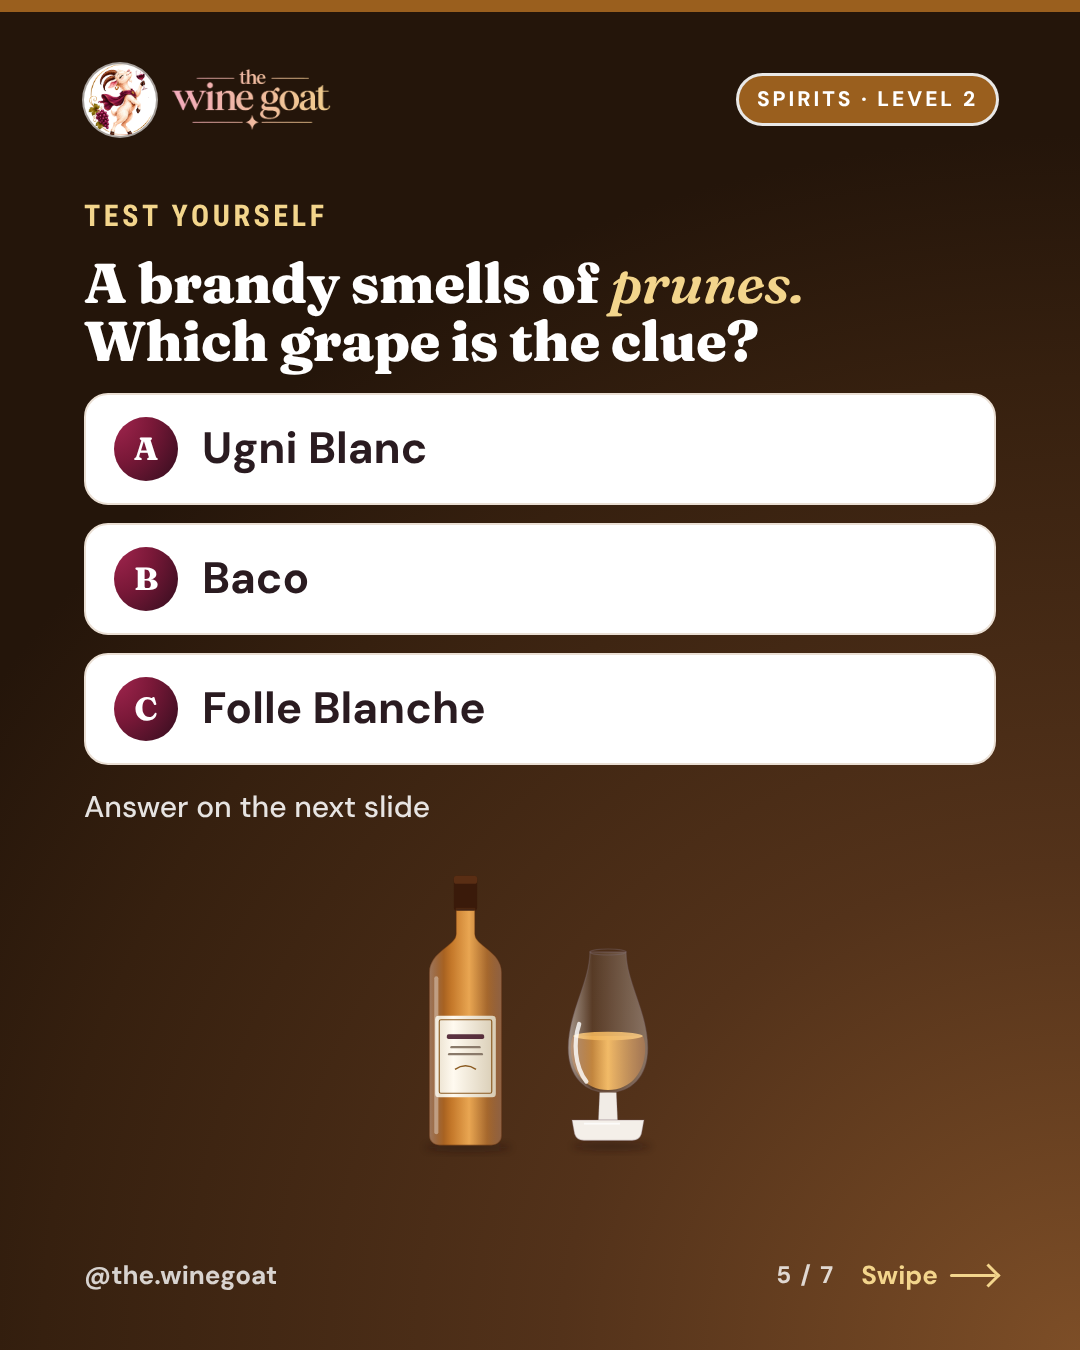 the
wine goat
SPIRITS · LEVEL 2
TEST YOURSELF
A brandy smells of prunes.
Which grape is the clue?
A Ugni Blanc
B Baco
C Folle Blanche
Answer on the next slide
@the.winegoat
5 / 7 Swipe